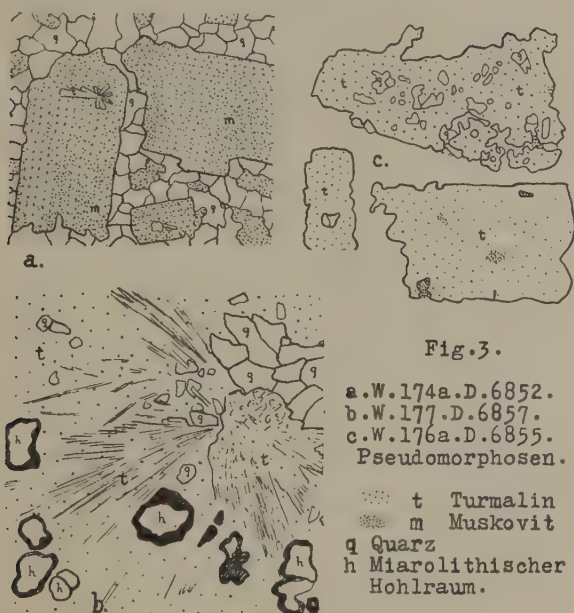 q
q
q
m
m
q
a.
t
q
t
c.
t
t
q
t
q
q
q
q
t
t
q
h
h
h
h
h
b.
Fig.3.
a.W.174a.D.6852.
b.W.177.D.6857.
c.W.176a.D.6855.
Pseudomorphosen.
t Turmalin
m Muskovit
q Quarz
h Miarolithischer
Hohlraum.